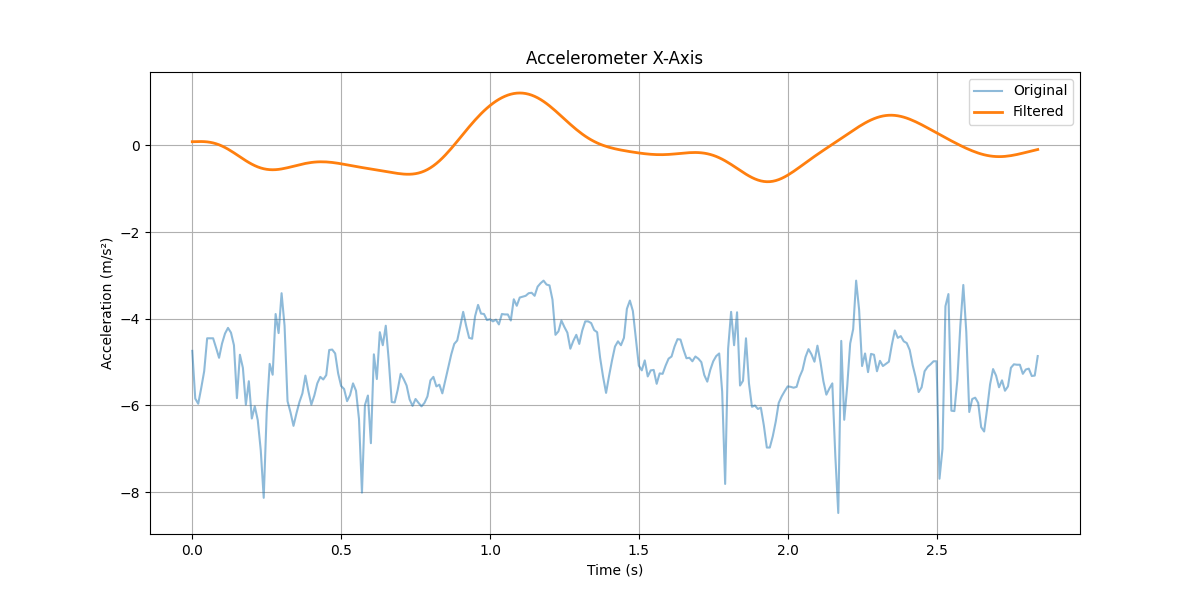 Accelerometer X-Axis
Original
Filtered
Acceleration (m/s²)
0
−2
−4
−6
−8
0.0 0.5 1.0 1.5 2.0 2.5
Time (s)